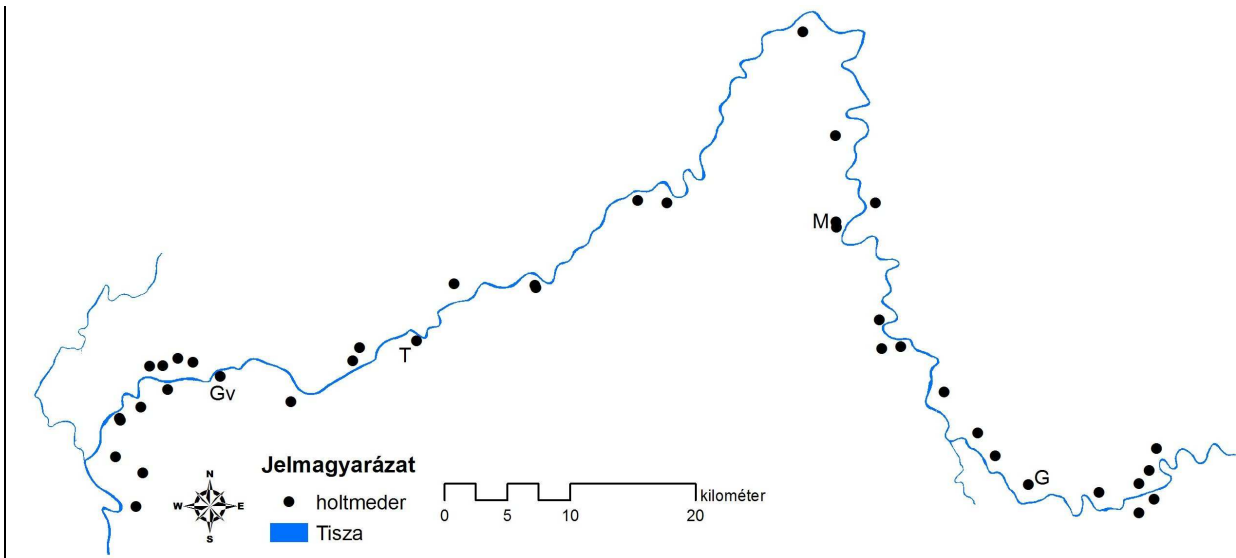 M
T
Gv
G
Jelmagyarázat
holtmeder
Tisza
N
W E
S
kilométer
0 5 10 20